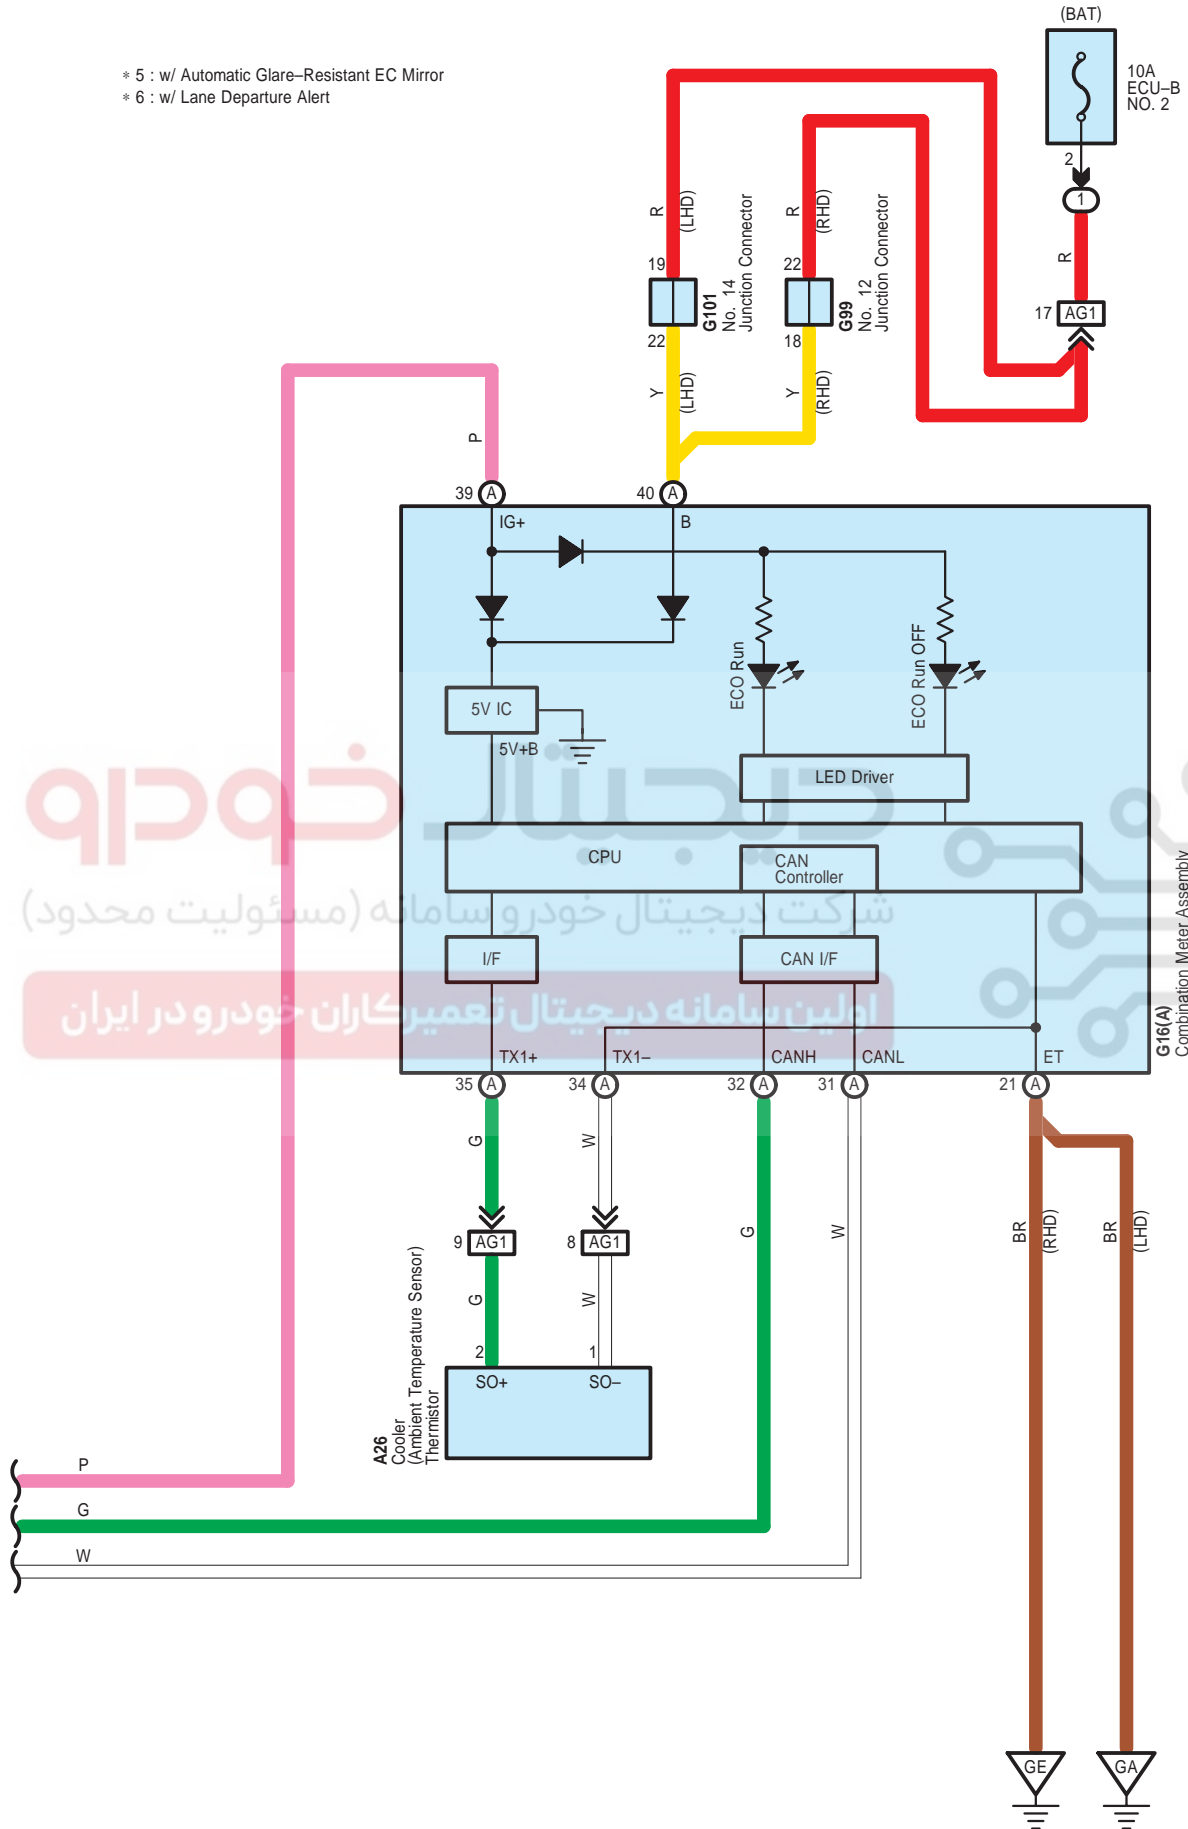 (BAT)
* 5 : w/ Automatic Glare–Resistant EC Mirror
* 6 : w/ Lane Departure Alert
10A
ECU–B
NO. 2
2
1
R
(LHD)
R
(RHD)
R
19
22
G101
No. 14
Junction Connector
G99
No. 12
Junction Connector
17
AG1
22
18
Y
(LHD)
Y
(RHD)
P
39
A
40
A
IG+
B
ECO Run
ECO Run OFF
5V IC
5V+B
LED Driver
دیجیتال خودرو
CPU
CAN
Controller
شرکت دیجیتال خودرو سامانه (مسئولیت محدود)
I/F
CAN I/F
اولین سامانه دیجیتال تعمیرکاران خودرو در ایران
G16(A)
Combination Meter Assembly
TX1+
TX1–
CANH
CANL
ET
35
A
34
A
32
A
31
A
21
A
G
W
G
W
BR
(RHD)
BR
(LHD)
9
AG1
8
AG1
G
W
2
1
SO+
SO–
A26
Cooler
(Ambient Temperature Sensor)
Thermistor
P
G
W
GE
GA